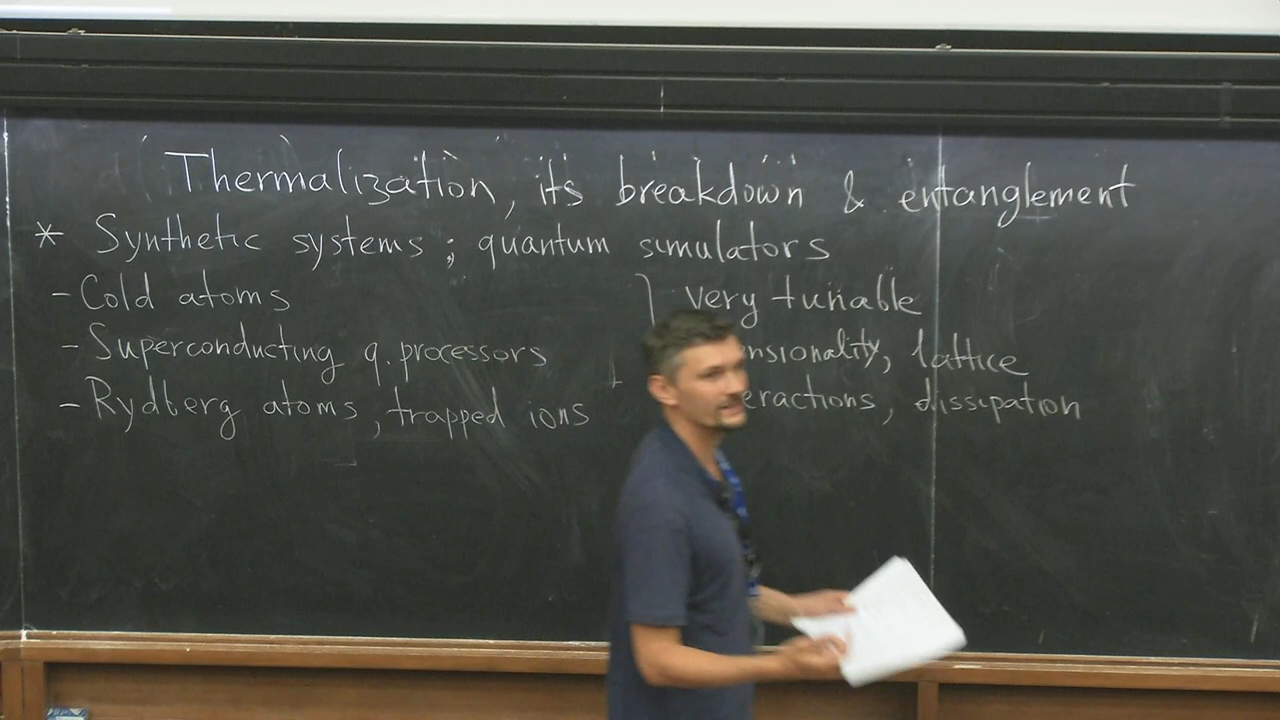 Thermalization, its breakdown & entanglement
* Synthetic systems ; quantum simulators
- Cold atoms
very tunable
- Superconducting q. processors
nsionality, lattice
- Rydberg atoms, trapped ions
+
eractions, dissipation